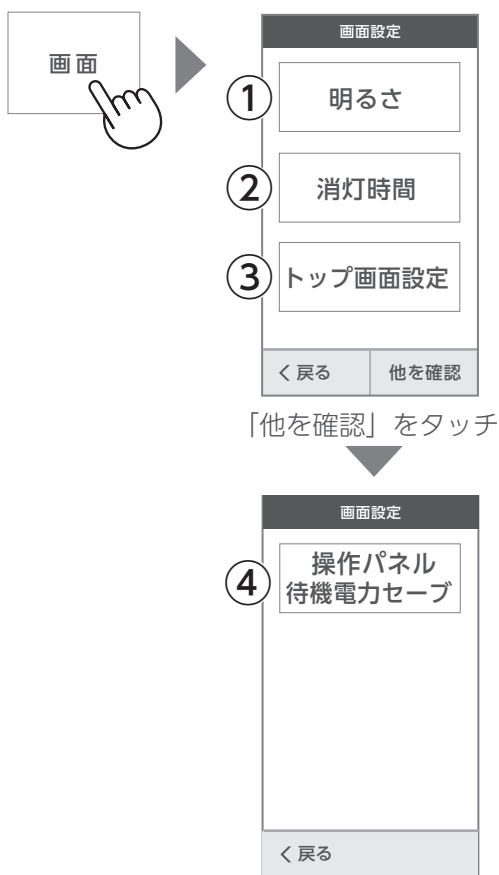 画面
画面設定
① 明るさ
② 消灯時間
③ トップ画面設定
く戻る 他を確認
「他を確認」をタッチ
画面設定
④ 操作パネル
待機電力セーブ
く戻る